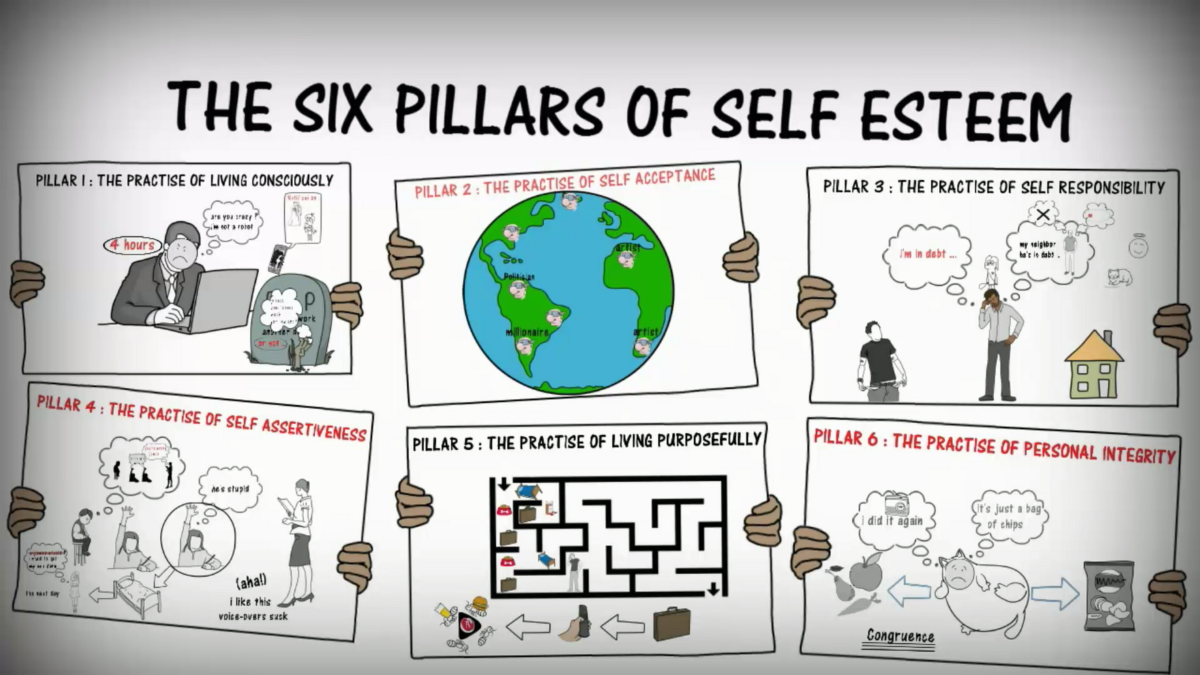 THE SIX PILLARS OF SELF ESTEEM
PILLAR 1 : THE PRACTISE OF LIVING CONSCIOUSLY
4 hours
are you crazy ?
i'm not a robot
P
work
or not
PILLAR 2 : THE PRACTISE OF SELF ACCEPTANCE
artist
Politician
millionaire
artist
PILLAR 3 : THE PRACTISE OF SELF RESPONSIBILITY
i'm in debt ...
my neighbor
he's in debt .
PILLAR 4 : THE PRACTISE OF SELF ASSERTIVENESS
he's stupid
(aha!)
i like this
voice-overs suck
PILLAR 5 : THE PRACTISE OF LIVING PURPOSEFULLY
PILLAR 6 : THE PRACTISE OF PERSONAL INTEGRITY
i did it again
it's just a bag
of chips
Congruence